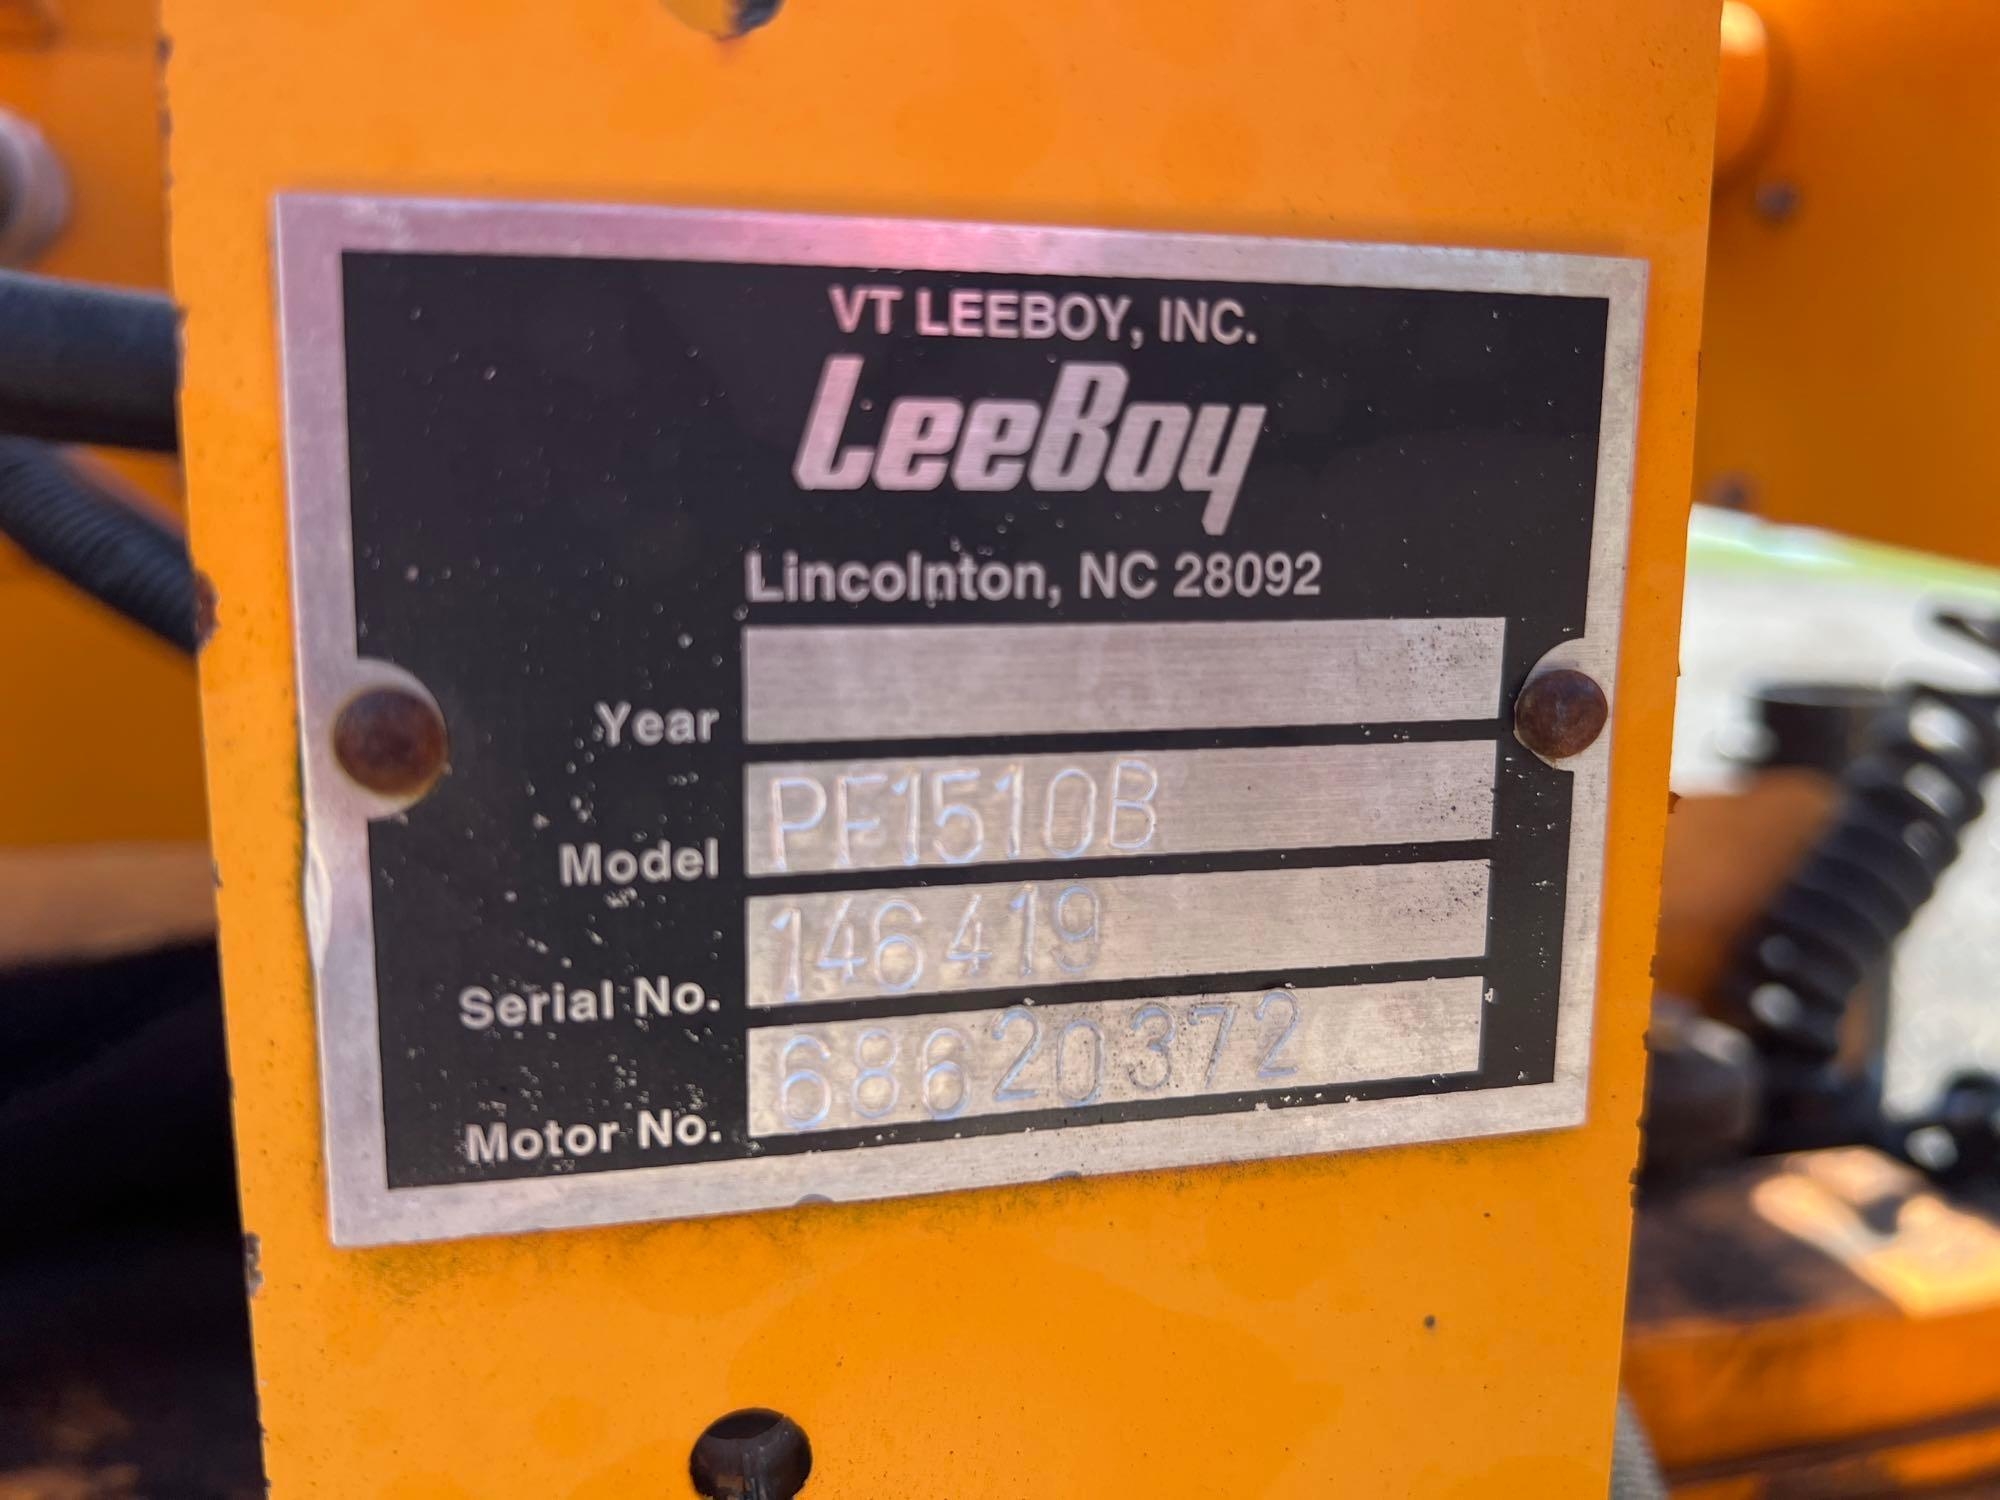 VT LEEBOY, INC.
LeeBoy
Lincolnton, NC 28092
Year
Model PF1510B
Serial No. 146419
Motor No. 68620372